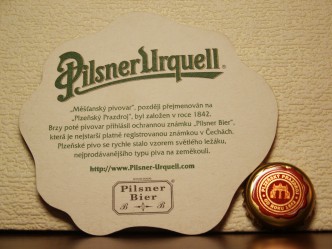 Pilsner Urquell®
„Měšťanský pivovar", později přejmenován na
„Plzeňský Prazdroj", byl založen v roce 1842.
Brzy poté pivovar přihlásil ochrannou známku „Pilsner Bier",
která je nejstarší platně registrovanou známkou v Čechách.
Plzeňské pivo se rychle stalo vzorem světlého ležáku,
nejprodávanějšího typu piva na zeměkouli.
http://www.Pilsner-Urquell.com
Pilsner
Bier
B B
PLZEŇSKÝ PRAZDROJ